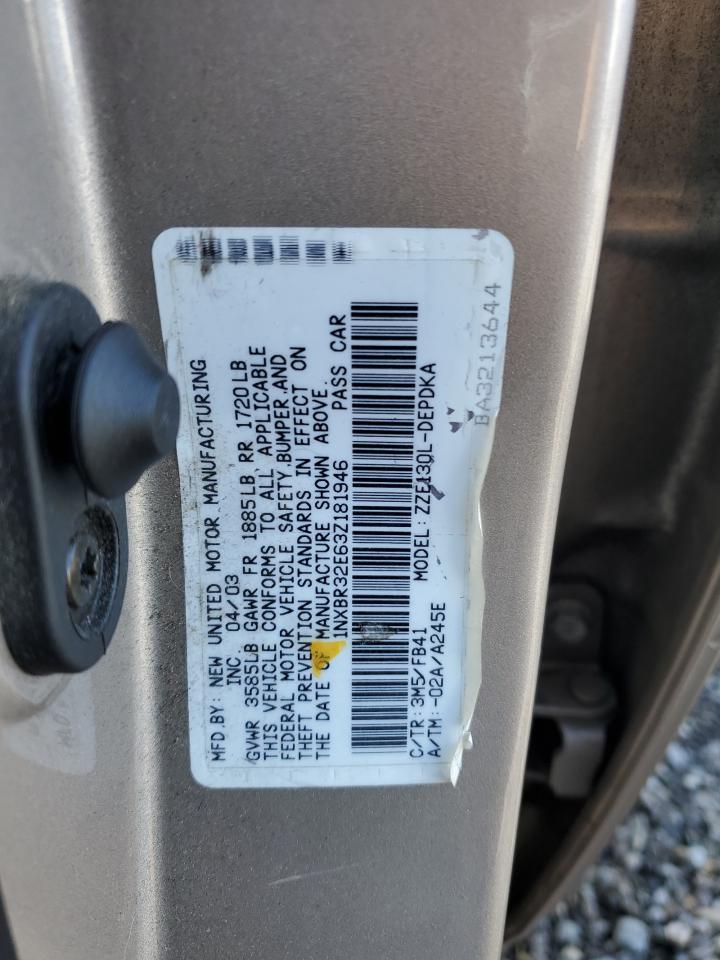 MFD.BY: NEW UNITED MOTOR MANUFACTURING
INC. 04/03
GVWR 3585LB GAWR FR 1885LB RR 1720LB
THIS VEHICLE CONFORMS TO ALL APPLICABLE
FEDERAL MOTOR VEHICLE SAFETY, BUMPER, AND
THEFT PREVENTION STANDARDS IN EFFECT ON
THE DATE OF MANUFACTURE SHOWN ABOVE.
1NXBR32E63Z181946 PASS CAR
C/TR: 3M5/FB41 MODEL: ZZE130L-DEPDKA
A/TM: -02A/A245E
BA3213644